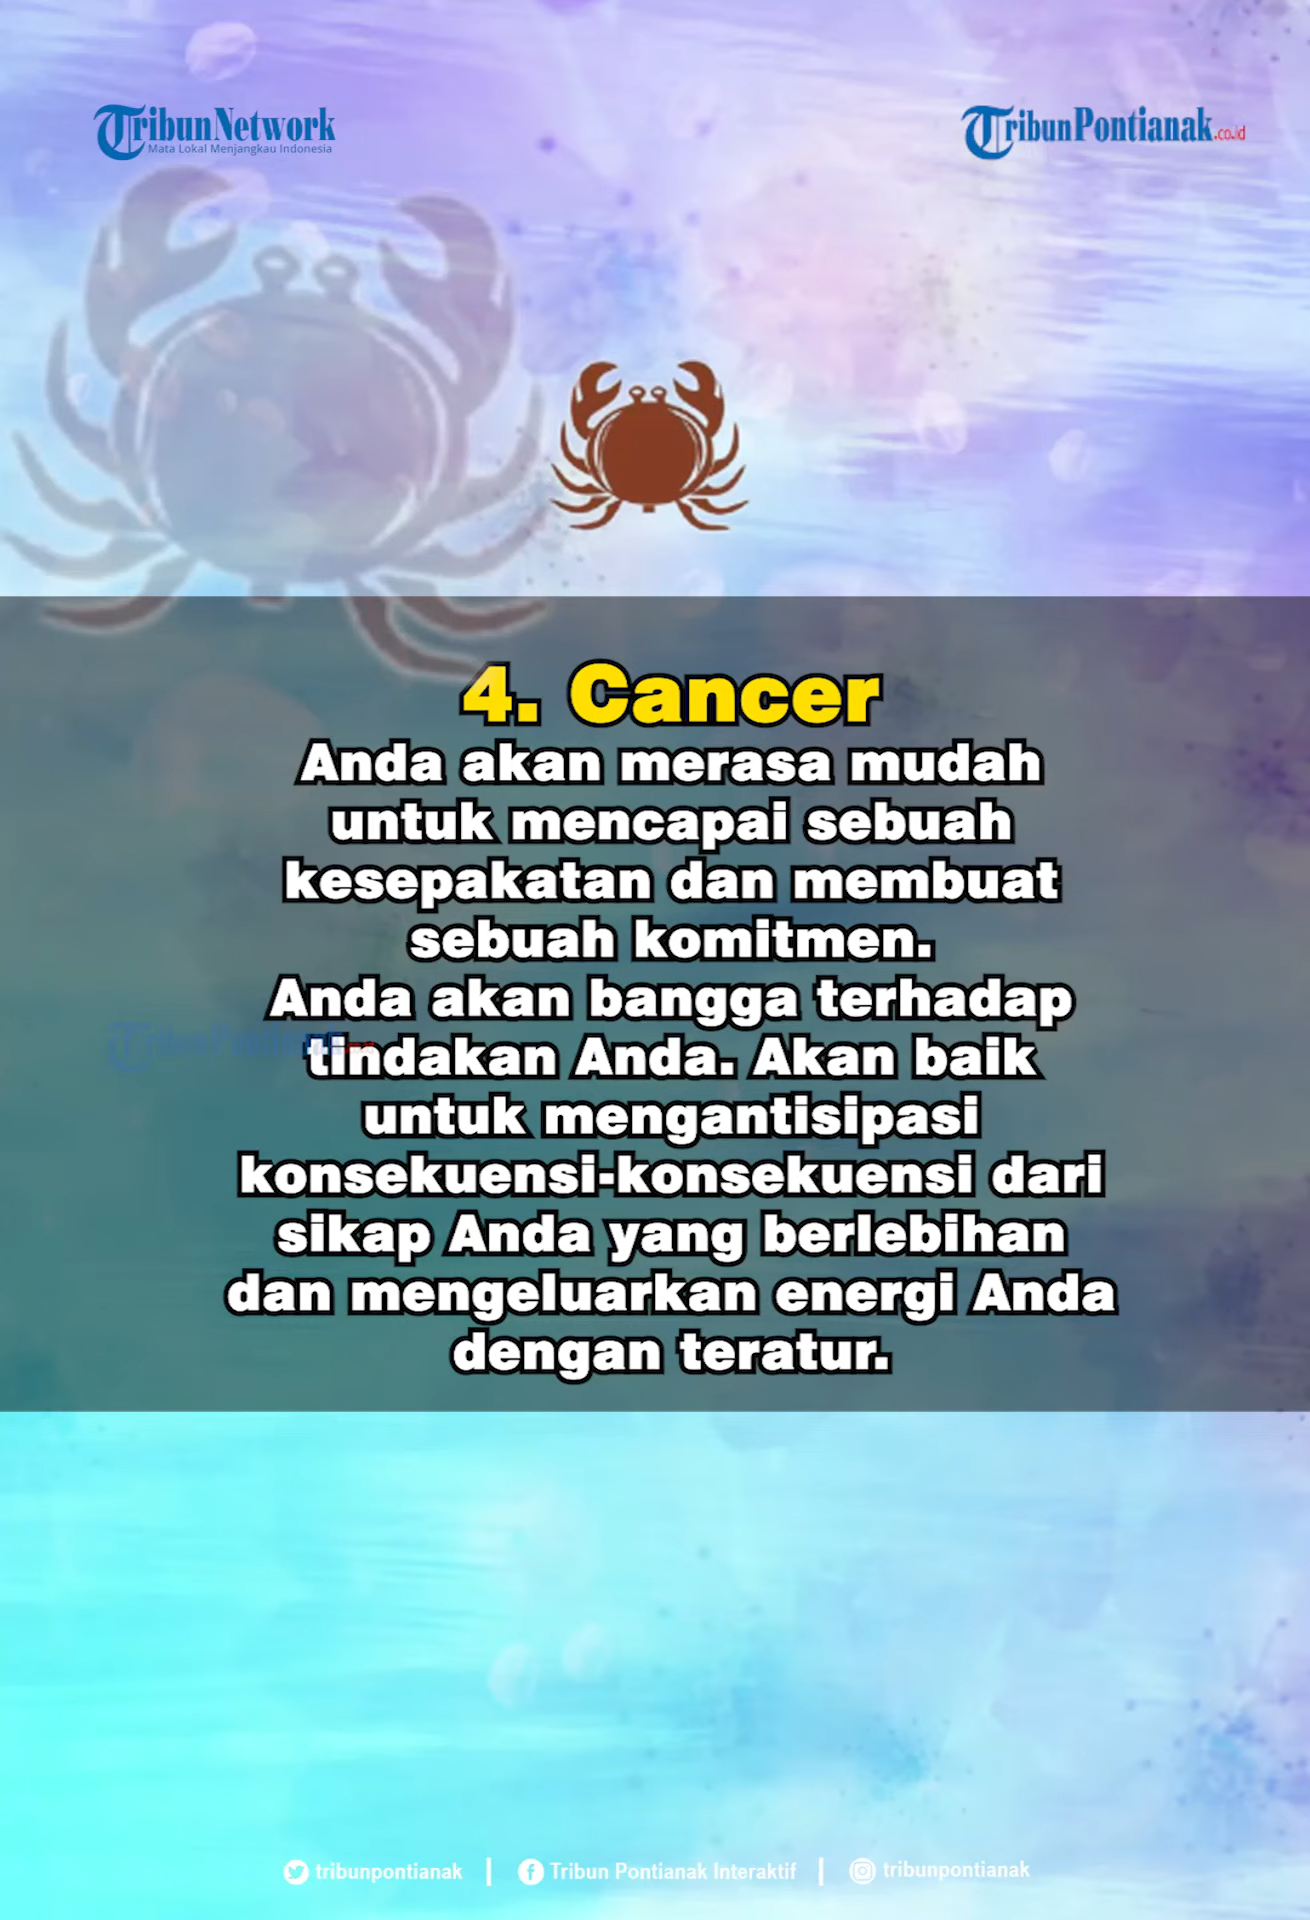 TribunNetwork
Mata Lokal Menjangkau Indonesia
TribunPontianak.co.id
4. Cancer
Anda akan merasa mudah
untuk mencapai sebuah
kesepakatan dan membuat
sebuah komitmen.
Anda akan bangga terhadap
tindakan Anda. Akan baik
untuk mengantisipasi
konsekuensi-konsekuensi dari
sikap Anda yang berlebihan
dan mengeluarkan energi Anda
dengan teratur.
tribunpontianak | Tribun Pontianak Interaktif | tribunpontianak